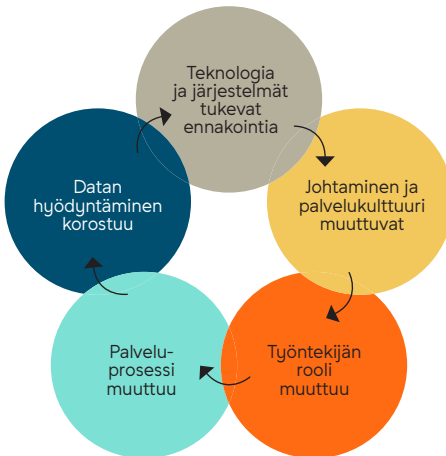 Teknologia
ja järjestelmät
tukevat
ennakointia
Johtaminen ja
palvelukulttuuri
muuttuvat
Työntekijän
rooli
muuttuu
Palvelu-
prosessi
muuttuu
Datan
hyödyntäminen
korostuu